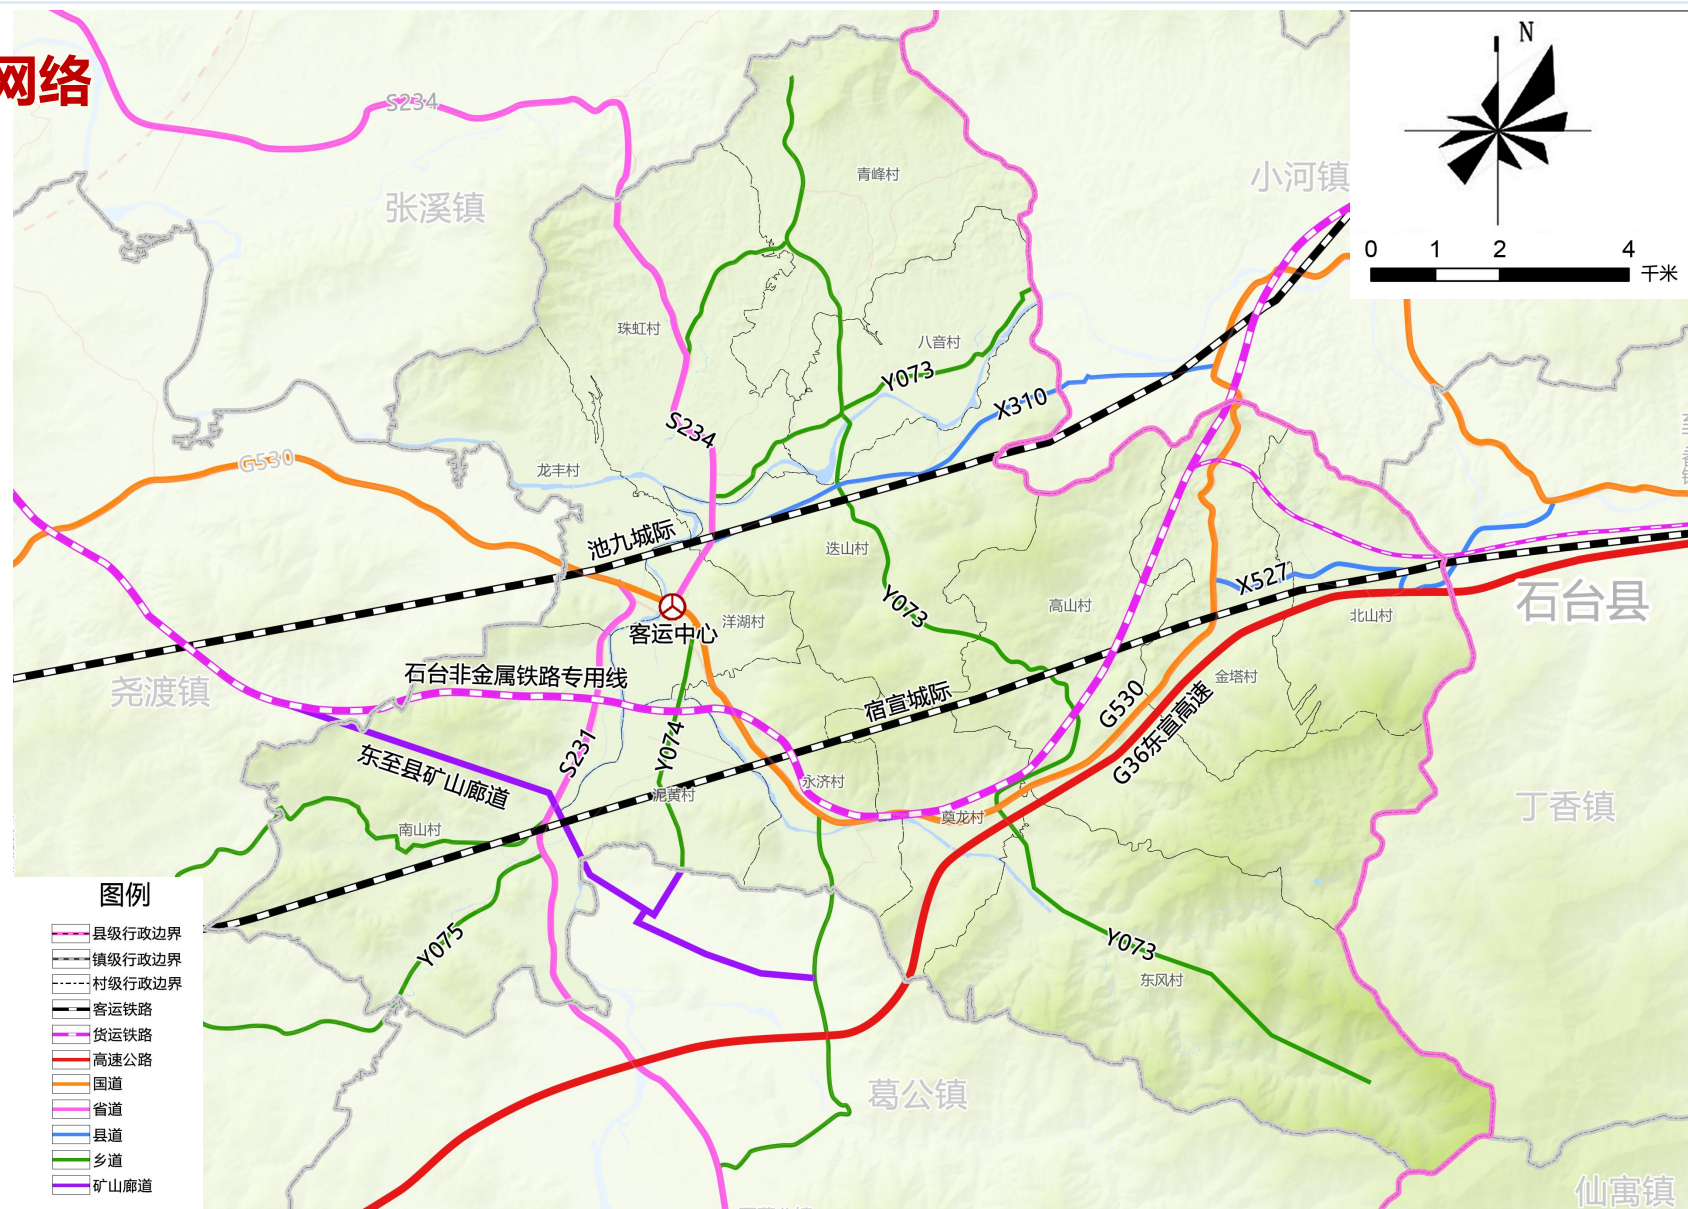 网络
N
0 1 2 4
千米
S234
张溪镇
小河镇
青峰村
珠虹村
八音村
Y073
X310
S234
G530
龙丰村
池九城际
迭山村
X527
Y073
高山村
北山村
石台县
洋湖村
客运中心
石台非金属铁路专用线
尧渡镇
金塔村
宿宣城际
G530
G36东宣高速
S231
Y074
东至县矿山廊道
永济村
泥黄村
奠龙村
丁香镇
南山村
Y075
Y073
东风村
葛公镇
仙寓镇
图例
县级行政边界
镇级行政边界
村级行政边界
客运铁路
货运铁路
高速公路
国道
省道
县道
乡道
矿山廊道